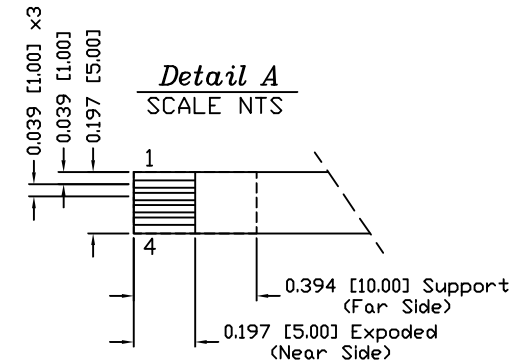 0.039 [1.00] x3
0.039 [1.00]
0.197 [5.00]
Detail A
SCALE NTS
1
4
0.394 [10.00] Support
(Far Side)
0.197 [5.00] Expoded
(Near Side)